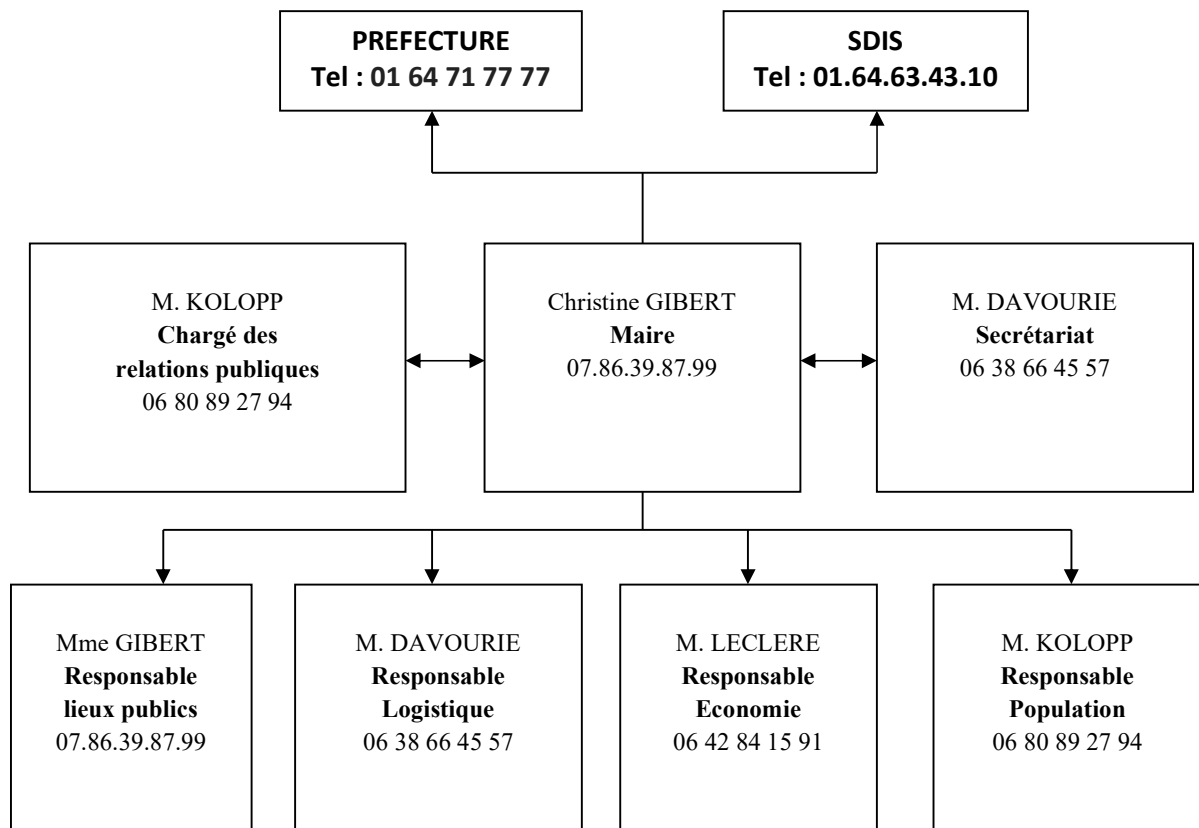 PREFECTURE
Tel : 01 64 71 77 77
SDIS
Tel : 01.64.63.43.10
M. KOLOPP
Chargé des
relations publiques
06 80 89 27 94
Christine GIBERT
Maire
07.86.39.87.99
M. DAVOURIE
Secrétariat
06 38 66 45 57
Mme GIBERT
Responsable
lieux publics
07.86.39.87.99
M. DAVOURIE
Responsable
Logistique
06 38 66 45 57
M. LECLERE
Responsable
Economie
06 42 84 15 91
M. KOLOPP
Responsable
Population
06 80 89 27 94